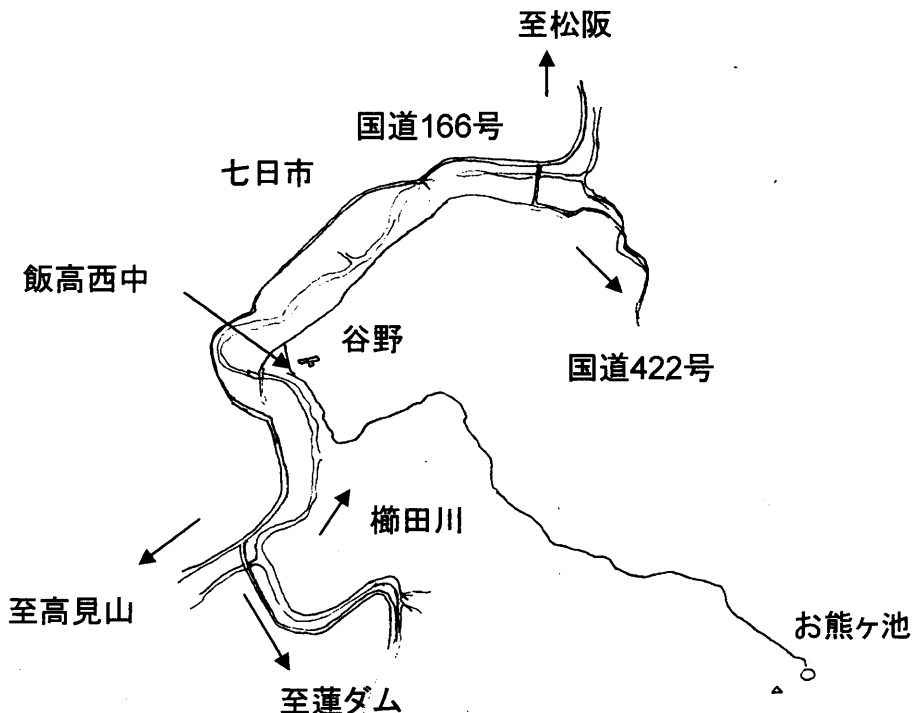 至松阪
国道166号
七日市
飯高西中
谷野
国道422号
櫛田川
至高見山
お熊ヶ池
至蓮ダム